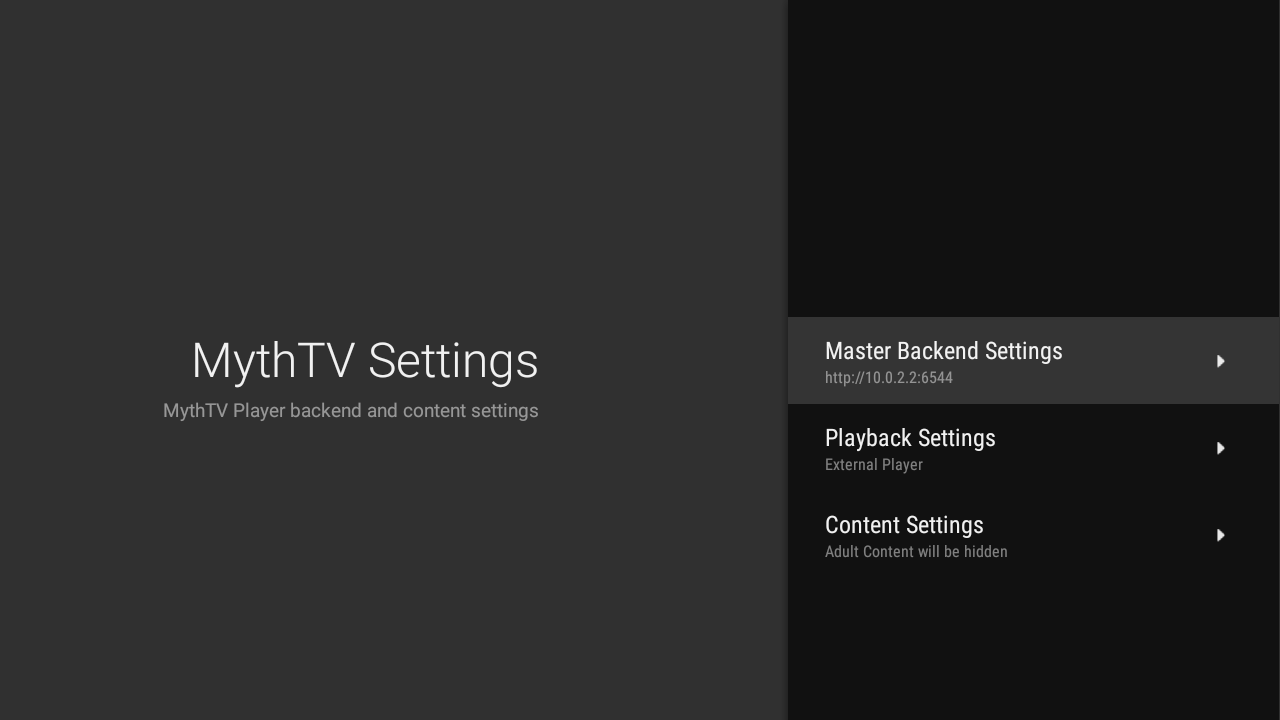 MythTV Settings
MythTV Player backend and content settings
Master Backend Settings
http://10.0.2.2:6544
Playback Settings
External Player
Content Settings
Adult Content will be hidden